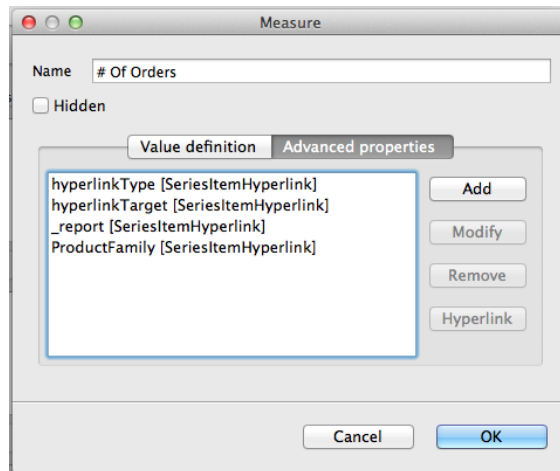 Measure
Name # Of Orders
Hidden
Value definition Advanced properties
hyperlinkType [SeriesItemHyperlink]
hyperlinkTarget [SeriesItemHyperlink]
_report [SeriesItemHyperlink]
ProductFamily [SeriesItemHyperlink]
Add
Modify
Remove
Hyperlink
Cancel OK